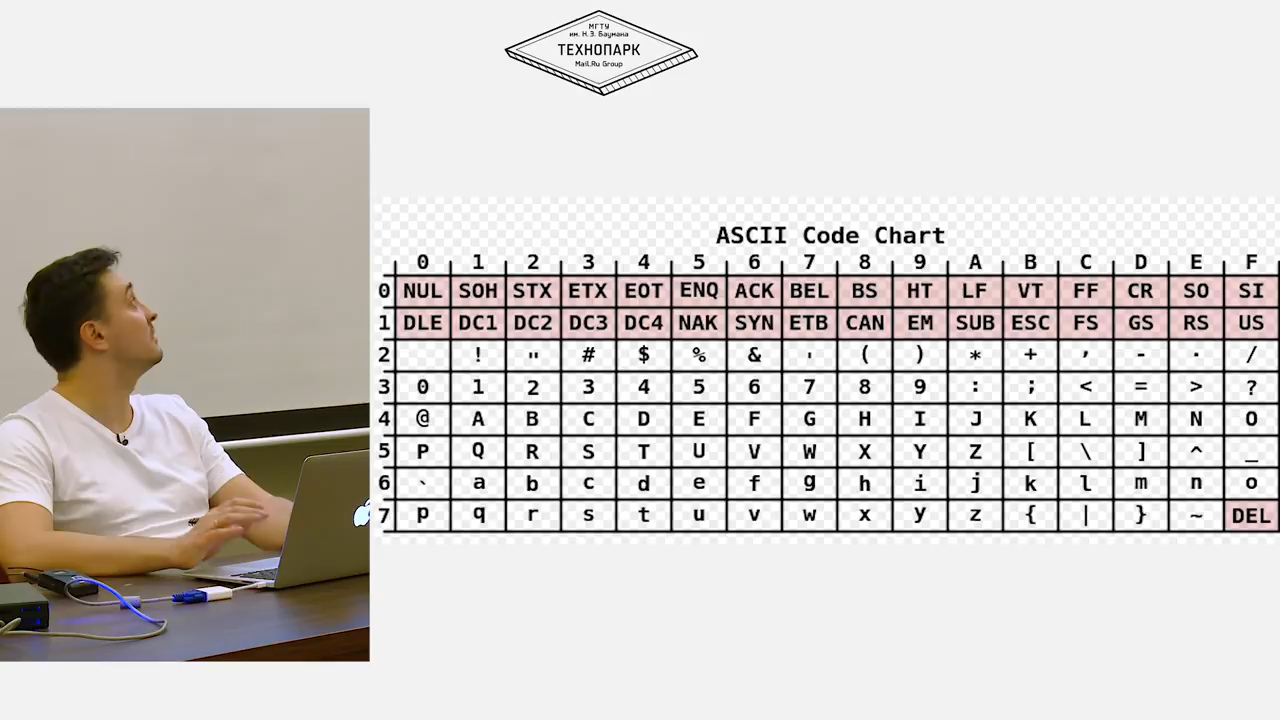 МГТУ
им. Н.Э. Баумана
ТЕХНОПАРК
Mail.Ru Group
ASCII Code Chart
0 1 2 3 4 5 6 7 8 9 A B C D E F
0 NUL SOH STX ETX EOT ENQ ACK BEL BS HT LF VT FF CR SO SI
1 DLE DC1 DC2 DC3 DC4 NAK SYN ETB CAN EM SUB ESC FS GS RS US
2 ! " # $ % & ' ( ) * + , - . /
3 0 1 2 3 4 5 6 7 8 9 : ; < = > ?
4 @ A B C D E F G H I J K L M N O
5 P Q R S T U V W X Y Z [ \ ] ^ _
6 ` a b c d e f g h i j k l m n o
7 p q r s t u v w x y z { | } ~ DEL